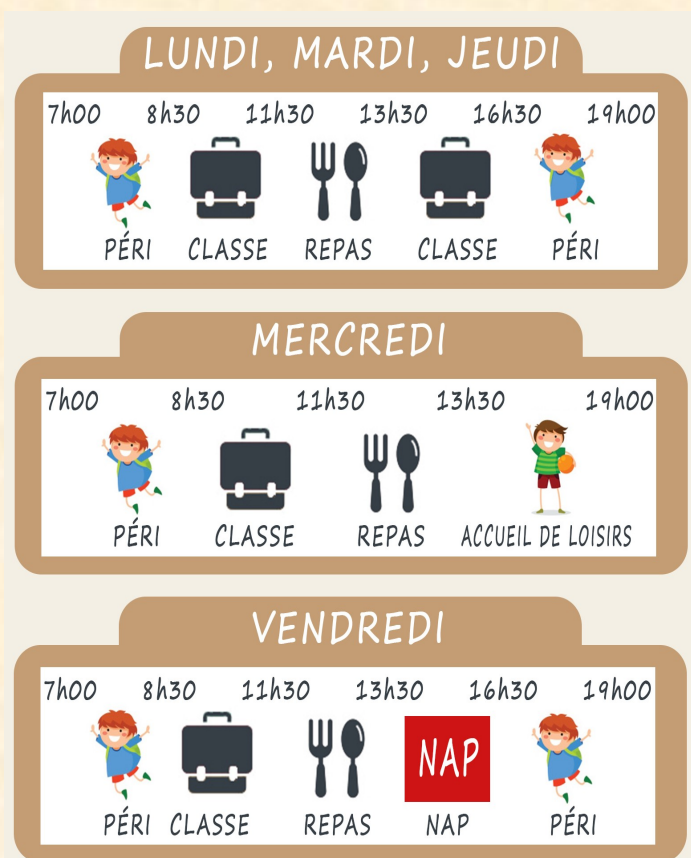 LUNDI, MARDI, JEUDI
7h00 8h30 11h30 13h30 16h30 19h00
PÉRI CLASSE REPAS CLASSE PÉRI
MERCREDI
7h00 8h30 11h30 13h30 19h00
PÉRI CLASSE REPAS ACCUEIL DE LOISIRS
VENDREDI
7h00 8h30 11h30 13h30 16h30 19h00
NAP
PÉRI CLASSE REPAS NAP PÉRI